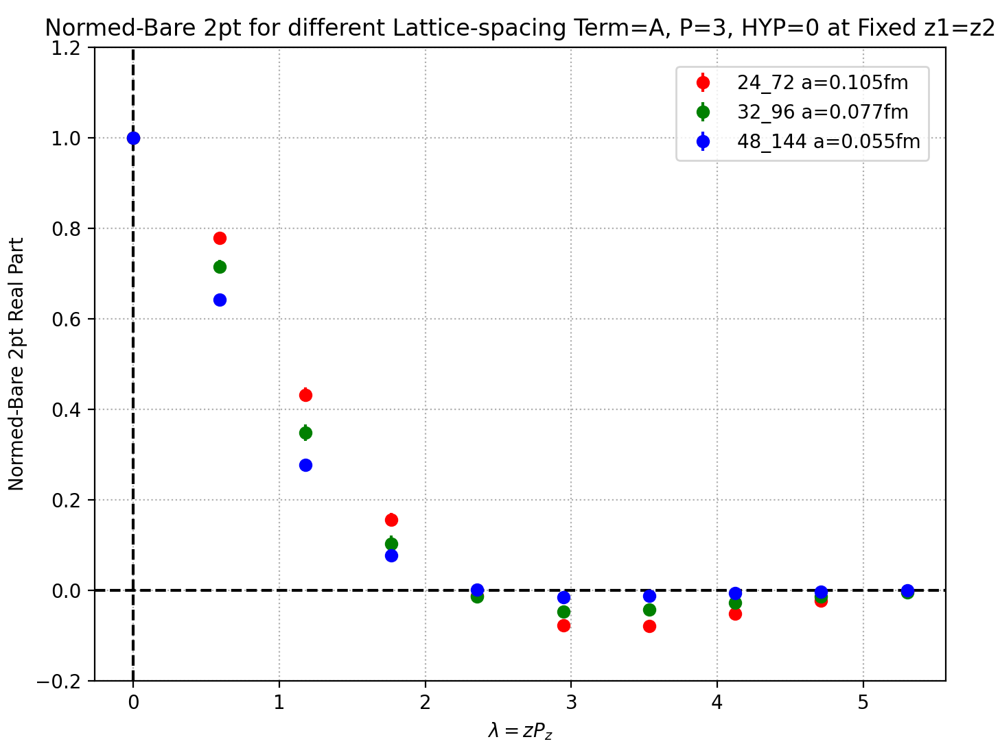 Normed-Bare 2pt for different Lattice-spacing Term=A, P=3, HYP=0 at Fixed z1=z2
24_72 a=0.105fm
32_96 a=0.077fm
48_144 a=0.055fm
Normed-Bare 2pt Real Part
1.2
1.0
0.8
0.6
0.4
0.2
0.0
−0.2
0 1 2 3 4 5
λ = zP_z